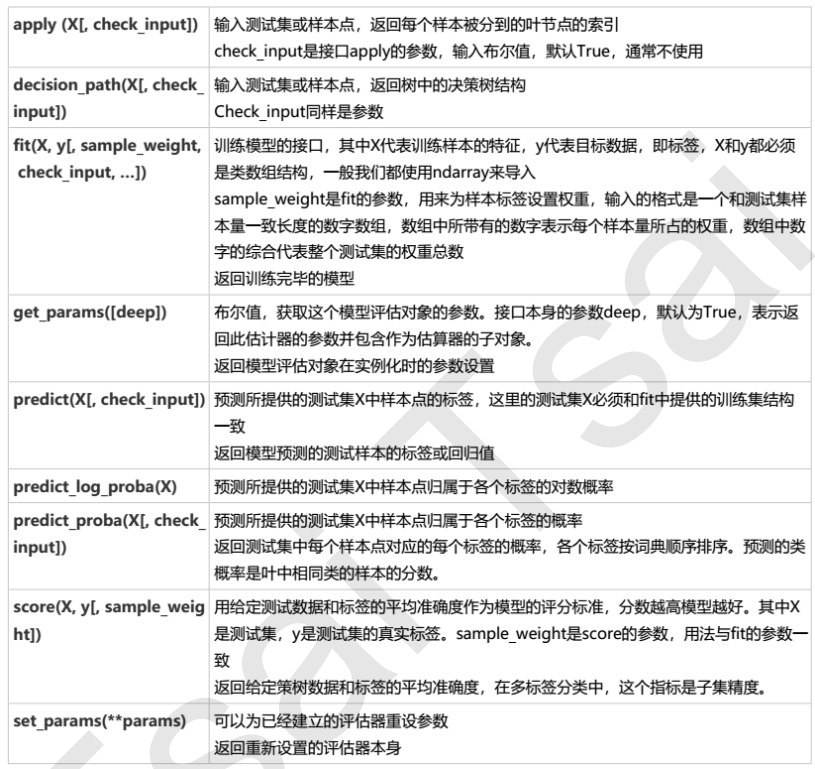 apply (X[, check_input]) 输入测试集或样本点，返回每个样本被分到的叶节点的索引
check_input是接口apply的参数，输入布尔值，默认True，通常不使用
decision_path(X[, check_ 输入测试集或样本点，返回树中的决策树结构
input]) Check_input同样是参数
fit(X, y[, sample_weight, 训练模型的接口，其中X代表训练样本的特征，y代表目标数据，即标签，X和y都必须
check_input, ...]) 是类数组结构，一般我们都使用ndarray来导入
sample_weight是fit的参数，用来为样本标签设置权重，输入的格式是一个和测试集样
本量一致长度的数字数组，数组中所带有的数字表示每个样本量所占的权重，数组中数
字的综合代表整个测试集的权重总数
返回训练完毕的模型
get_params([deep]) 布尔值，获取这个模型评估对象的参数。接口本身的参数deep，默认为True，表示返
回此估计器的参数并包含作为估算器的子对象。
返回模型评估对象在实例化时的参数设置
predict(X[, check_input]) 预测所提供的测试集X中样本点的标签，这里的测试集X必须和fit中提供的训练集结构
一致
返回模型预测的测试样本的标签或回归值
predict_log_proba(X) 预测所提供的测试集X中样本点归属于各个标签的对数概率
predict_proba(X[, check_ 预测所提供的测试集X中样本点归属于各个标签的概率
input]) 返回测试集中每个样本点对应的每个标签的概率，各个标签按词典顺序排序。预测的类
概率是叶中相同类的样本的分数。
score(X, y[, sample_weig 用给定测试数据和标签的平均准确度作为模型的评分标准，分数越高模型越好。其中X
ht]) 是测试集，y是测试集的真实标签。sample_weight是score的参数，用法与fit的参数一
致
返回给定策树数据和标签的平均准确度，在多标签分类中，这个指标是子集精度。
set_params(**params) 可以为已经建立的评估器重设参数
返回重新设置的评估器本身
Tsai Tsai